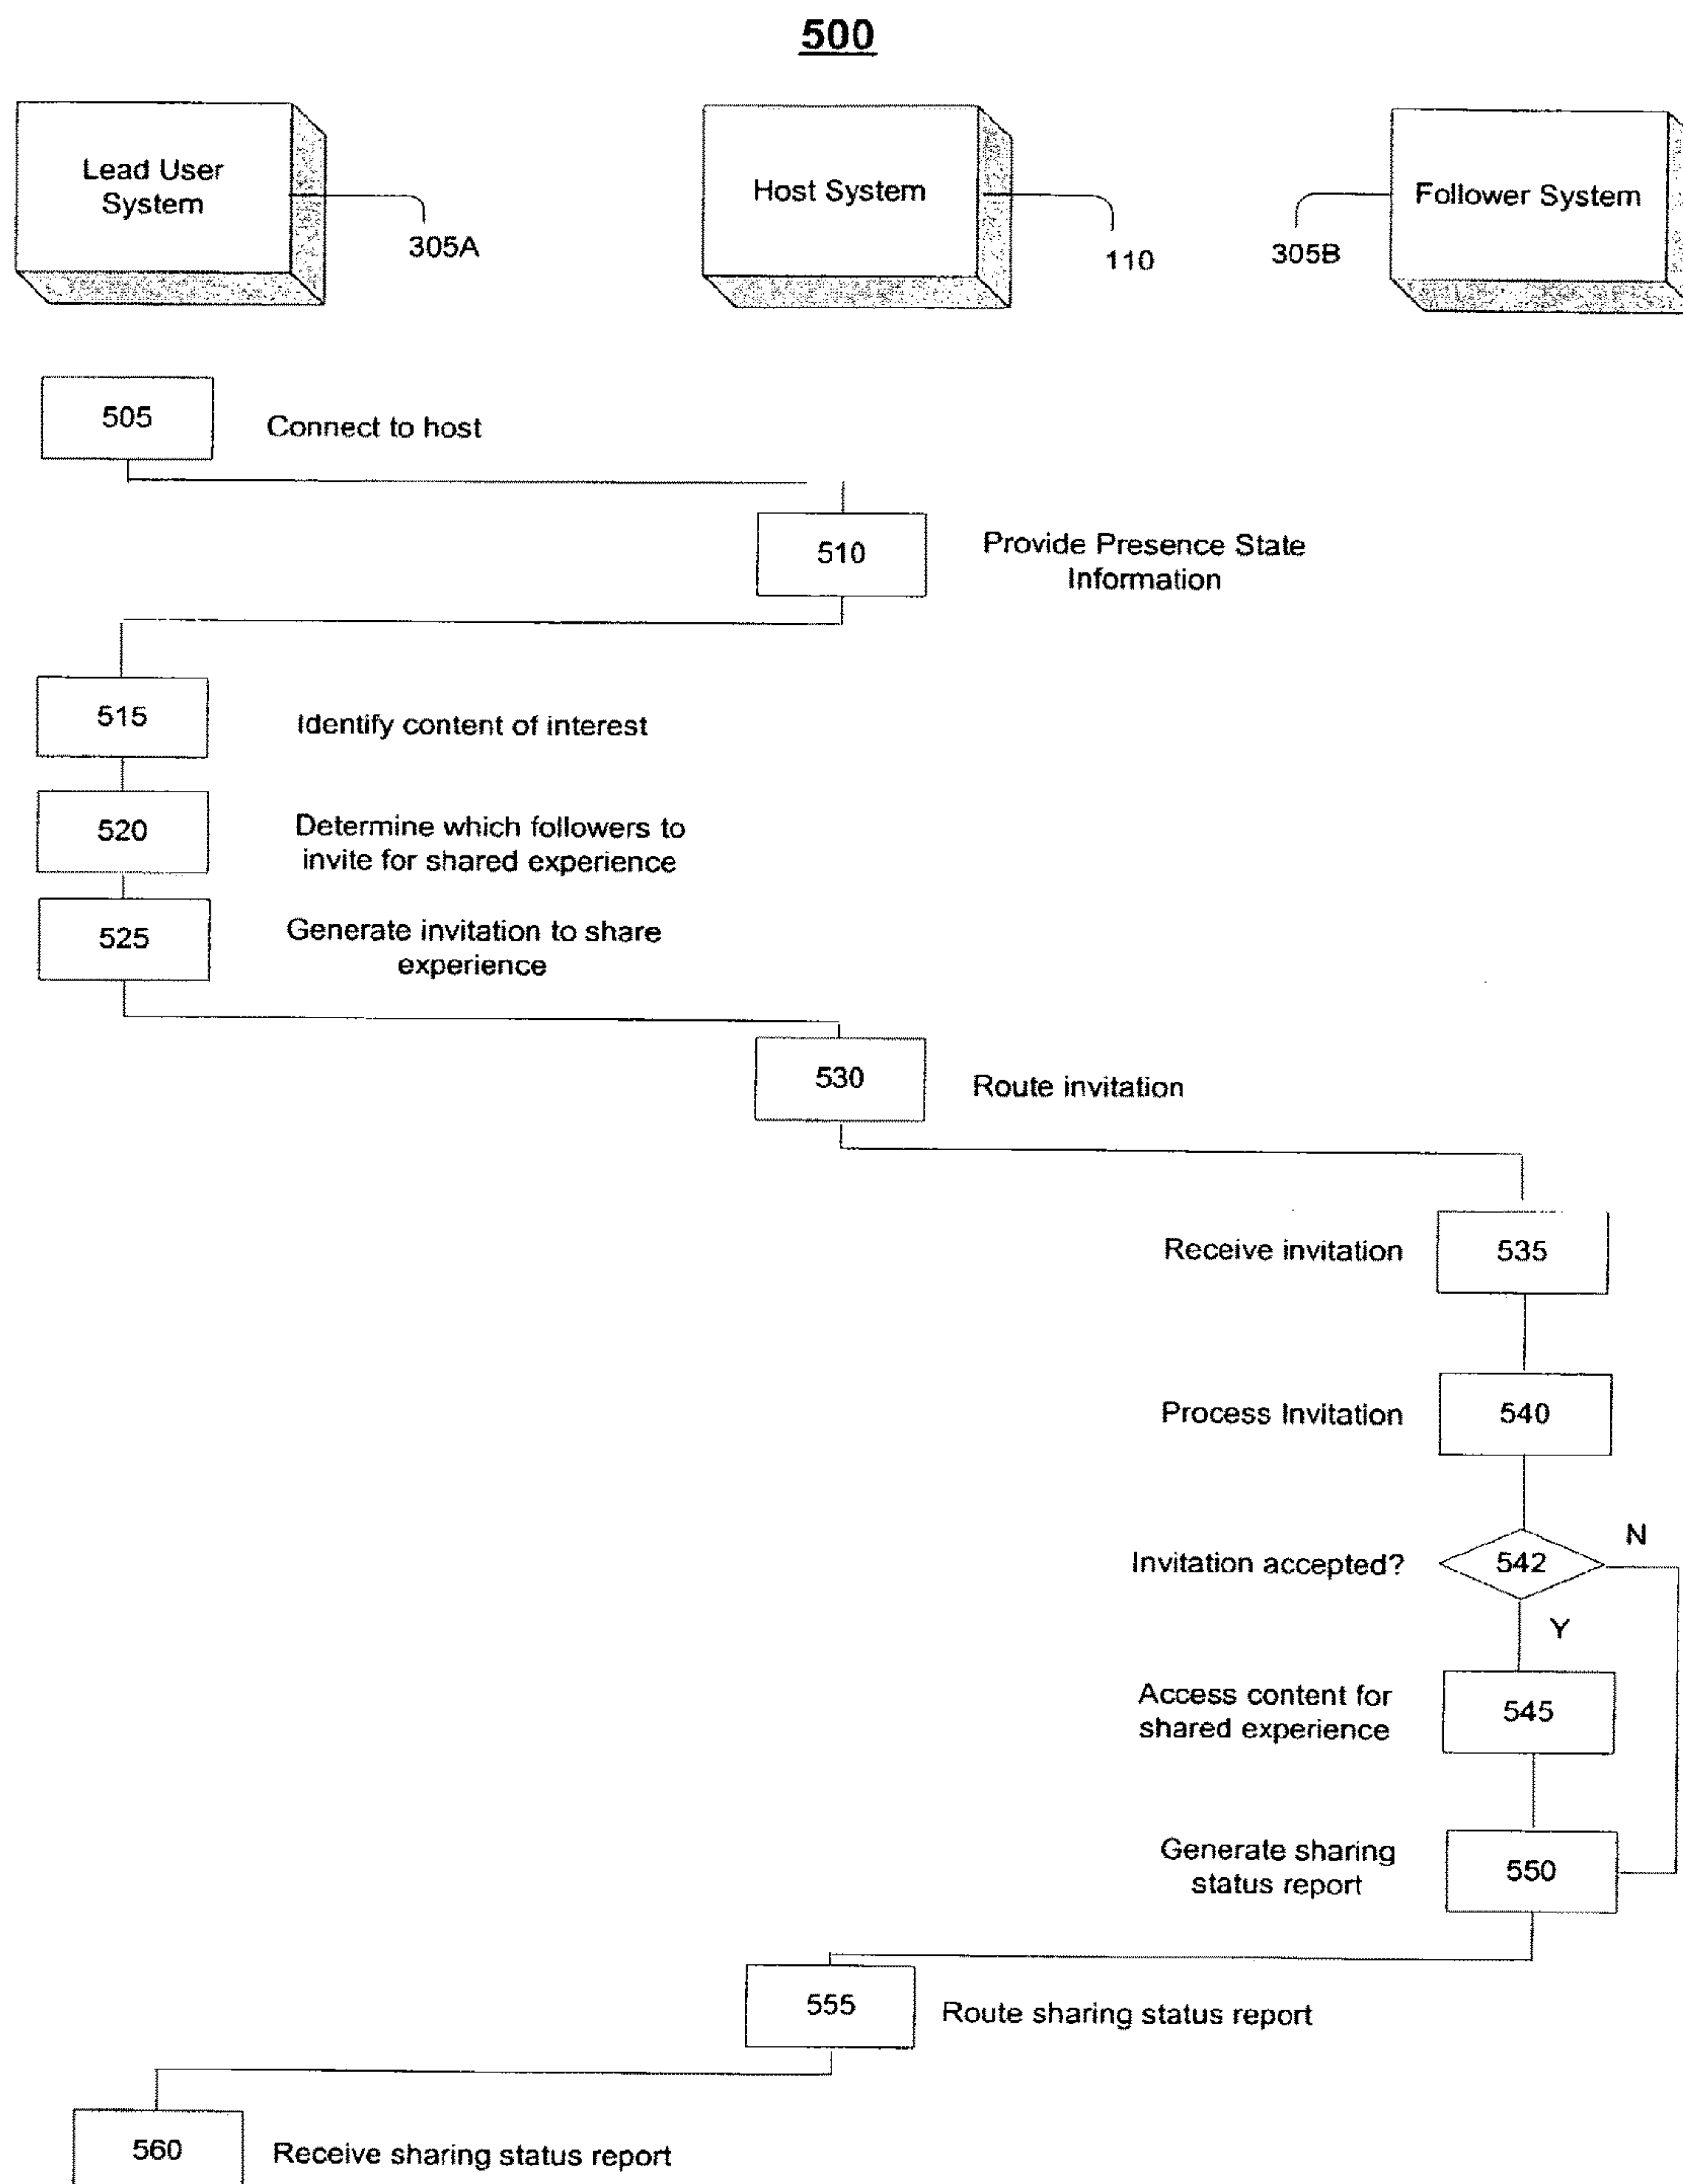 500
Lead User
System
305A
Host System
110
305B
Follower System
505
Connect to host
510
Provide Presence State
Information
515
Identify content of interest
520
Determine which followers to
invite for shared experience
525
Generate invitation to share
experience
530
Route invitation
Receive invitation
535
Process Invitation
540
Invitation accepted?
542
N
Y
Access content for
shared experience
545
Generate sharing
status report
550
555
Route sharing status report
560
Receive sharing status report